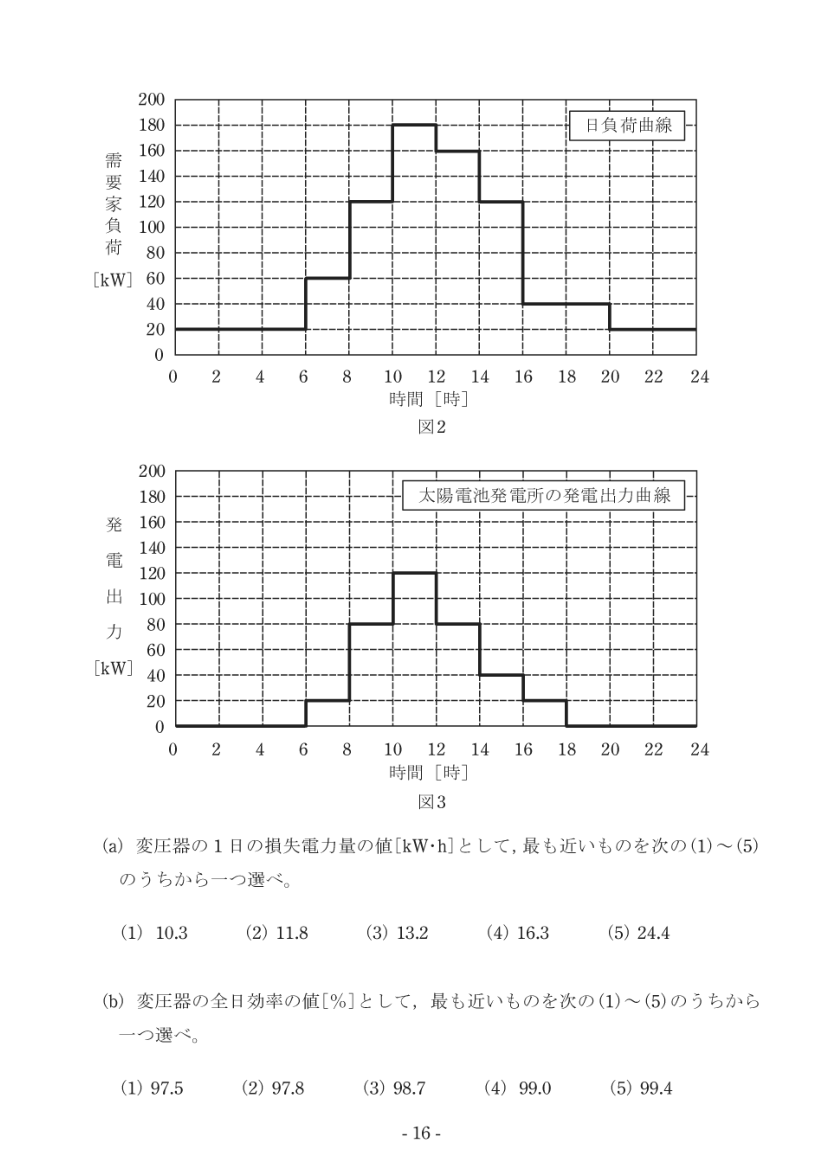 200
180
160
140
120
100
80
60
40
20
0
需要家負荷
[kW]
日負荷曲線
0 2 4 6 8 10 12 14 16 18 20 22 24
時間 [時]
図2
200
180
160
140
120
100
80
60
40
20
0
発電出力
[kW]
太陽電池発電所の発電出力曲線
0 2 4 6 8 10 12 14 16 18 20 22 24
時間 [時]
図3
(a) 変圧器の1日の損失電力量の値[kW·h]として,最も近いものを次の(1)～(5)
のうちから一つ選べ。
(1) 10.3 (2) 11.8 (3) 13.2 (4) 16.3 (5) 24.4
(b) 変圧器の全日効率の値[%]として, 最も近いものを次の(1)～(5)のうちから
一つ選べ。
(1) 97.5 (2) 97.8 (3) 98.7 (4) 99.0 (5) 99.4
- 16 -